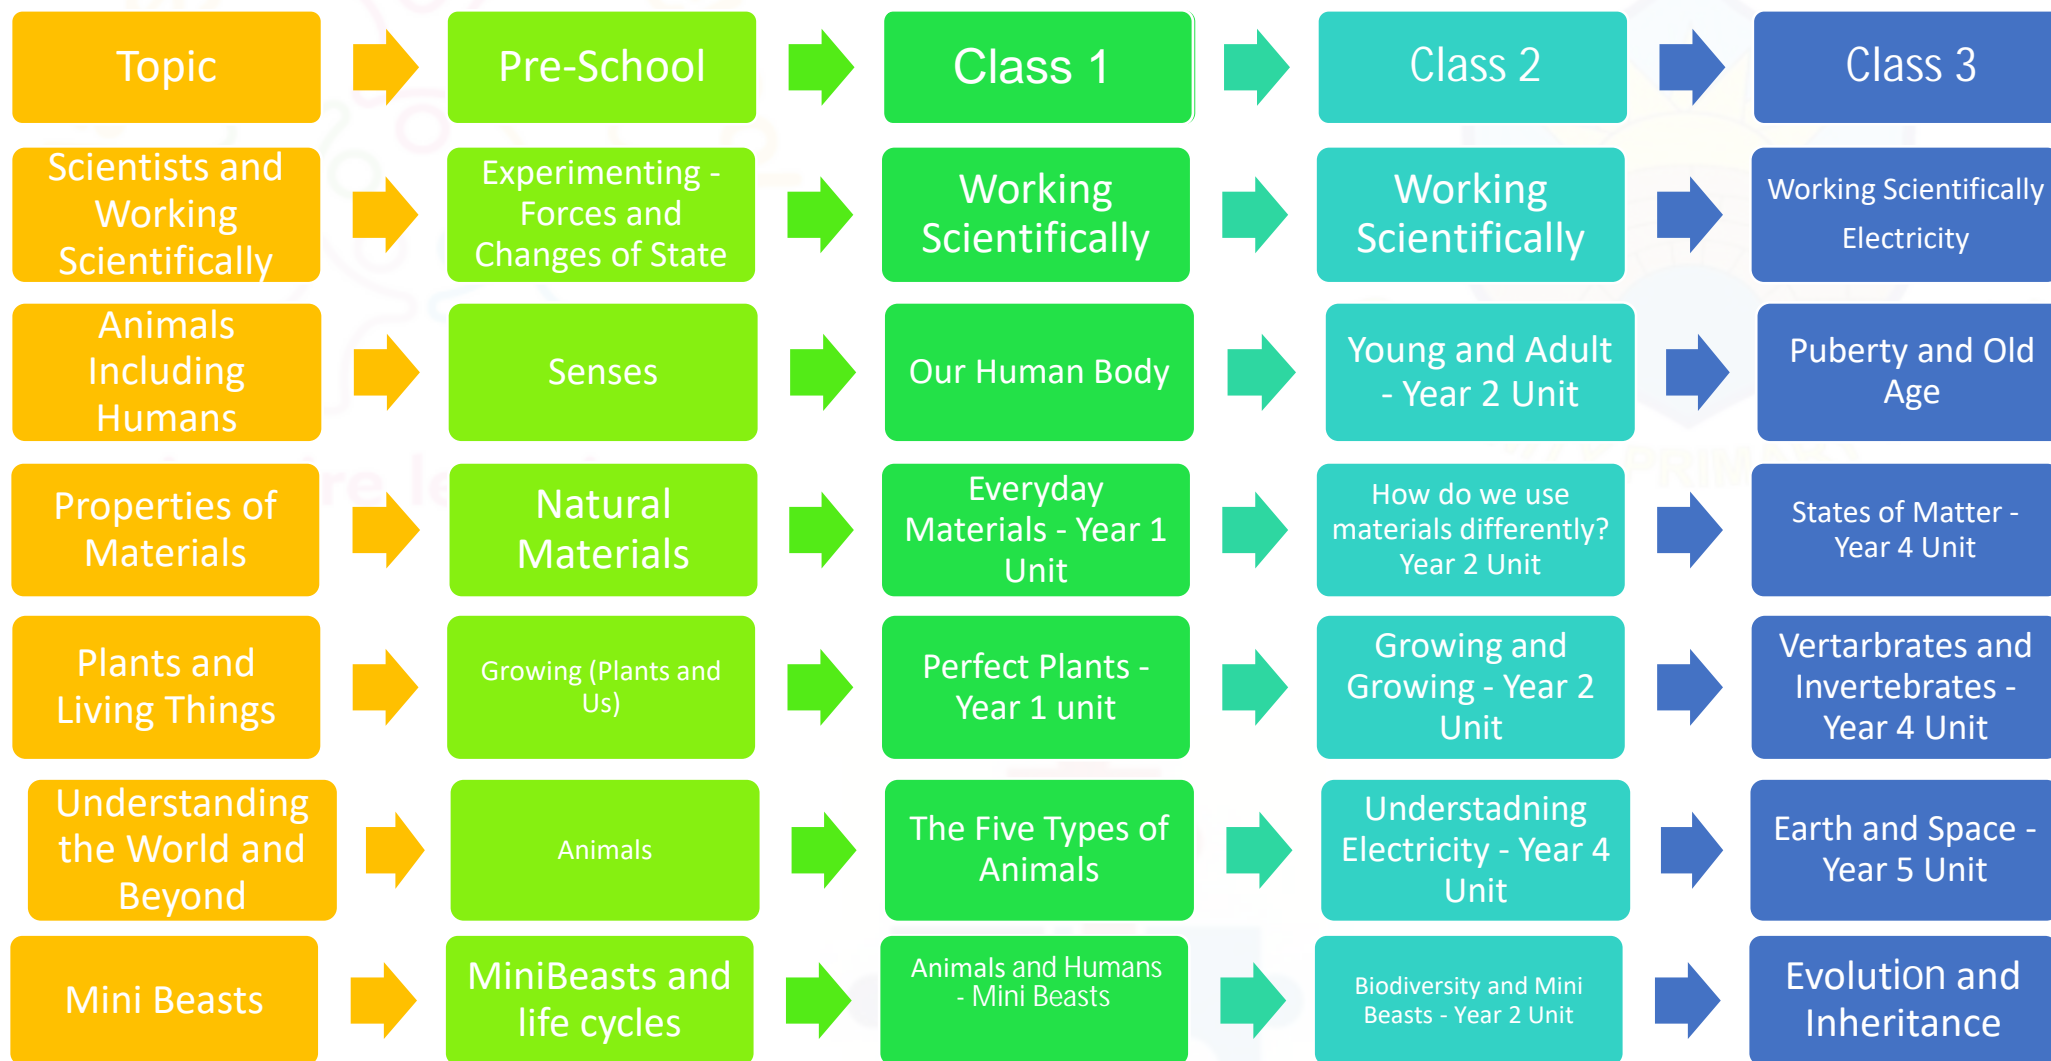 Topic
Pre-School
Class 1
Class 2
Class 3
Scientists and
Working
Scientifically
Experimenting -
Forces and
Changes of State
Working
Scientifically
Working
Scientifically
Working Scientifically
Electricity
Animals
Including
Humans
Senses
Our Human Body
Young and Adult
- Year 2 Unit
Puberty and Old
Age
Properties of
Materials
Natural
Materials
Everyday
Materials - Year 1
Unit
How do we use
materials differently?
Year 2 Unit
States of Matter -
Year 4 Unit
Plants and
Living Things
Growing (Plants and
Us)
Perfect Plants -
Year 1 unit
Growing and
Growing - Year 2
Unit
Vertarbrates and
Invertebrates -
Year 4 Unit
Understanding
the World and
Beyond
Animals
The Five Types of
Animals
Understadning
Electricity - Year 4
Unit
Earth and Space -
Year 5 Unit
Mini Beasts
MiniBeasts and
life cycles
Animals and Humans
- Mini Beasts
Biodiversity and Mini
Beasts - Year 2 Unit
Evolution and
Inheritance